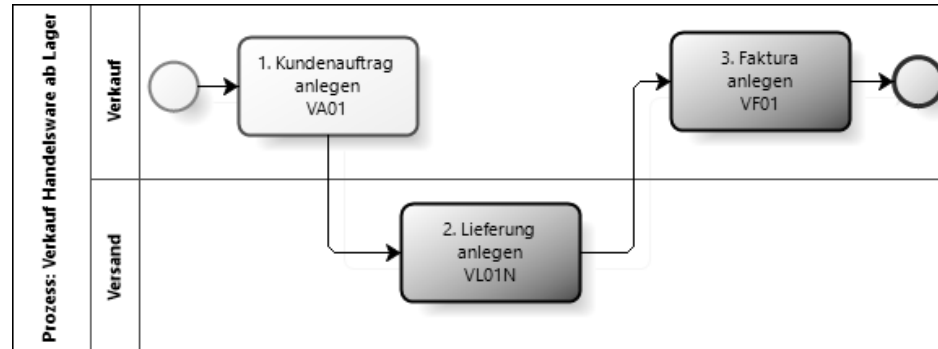 Prozess: Verkauf Handelsware ab Lager
Verkauf
1. Kundenauftrag
anlegen
VA01
3. Faktura
anlegen
VF01
Versand
2. Lieferung
anlegen
VL01N